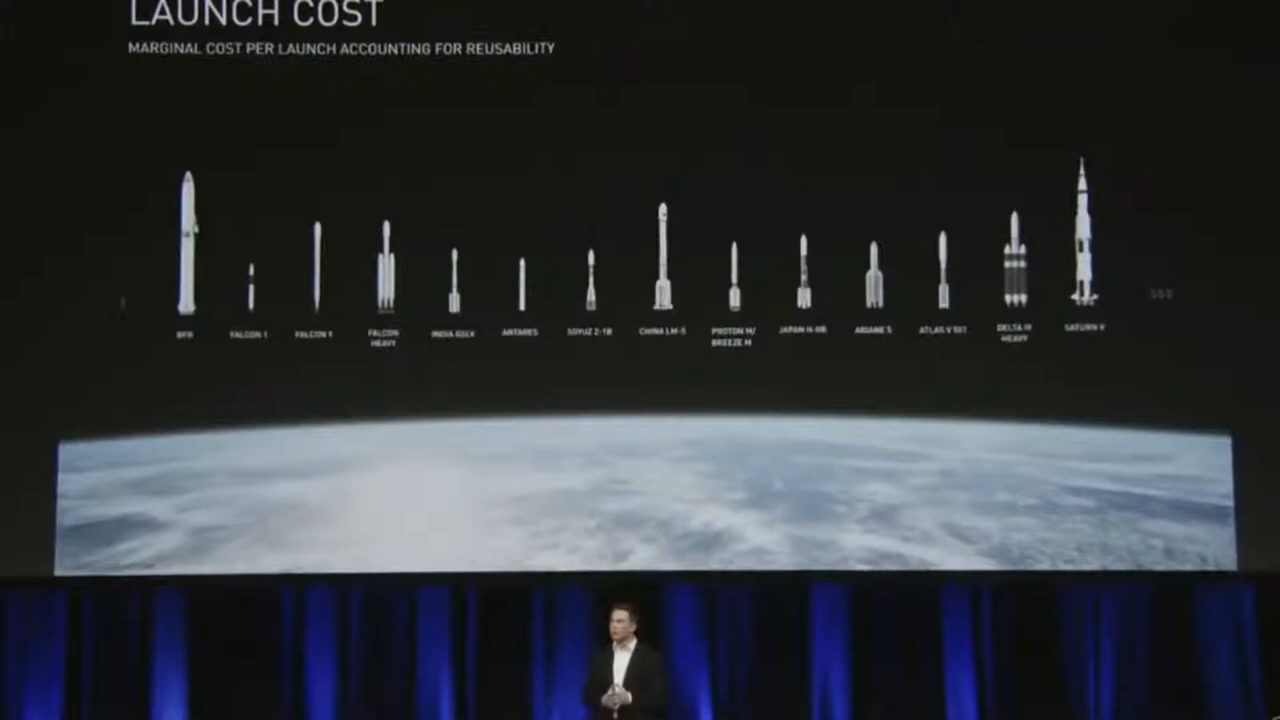 LAUNCH COST
MARGINAL COST PER LAUNCH ACCOUNTING FOR REUSABILITY
BFR
FALCON 1
FALCON 9
FALCON
HEAVY
INDIA GSLV
ANTARES
SOYUZ 2-1B
CHINA LM-5
PROTON M/
BREEZE M
JAPAN H-IIB
ARIANE 5
ATLAS V 551
DELTA IV
HEAVY
SATURN V
$$$